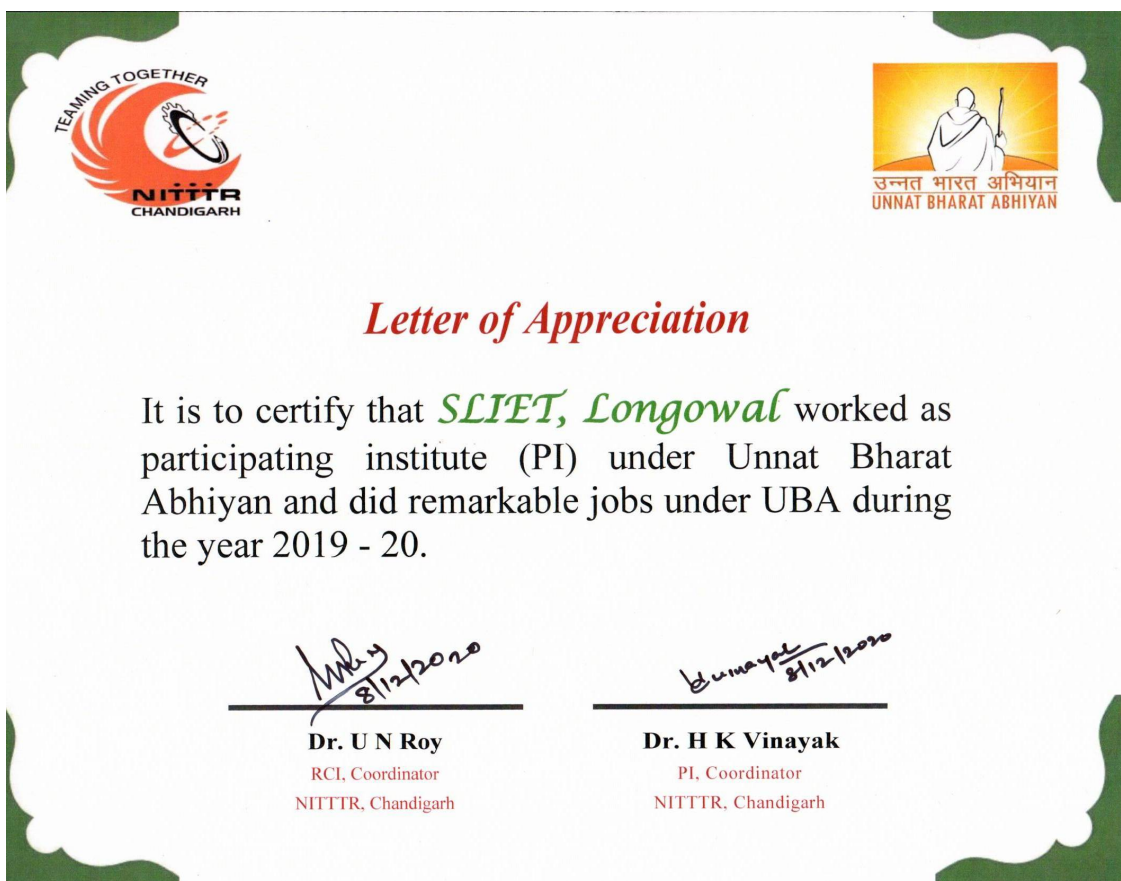 TEAMING TOGETHER
NITTTR
CHANDIGARH
उन्नत भारत अभियान
UNNAT BHARAT ABHIYAN
Letter of Appreciation
It is to certify that SLIET, Longowal worked as
participating institute (PI) under Unnat Bharat
Abhiyan and did remarkable jobs under UBA during
the year 2019 - 20.
8/12/2020
8/12/2020
Dr. U N Roy
Dr. H K Vinayak
RCI, Coordinator
PI, Coordinator
NITTTR, Chandigarh
NITTTR, Chandigarh